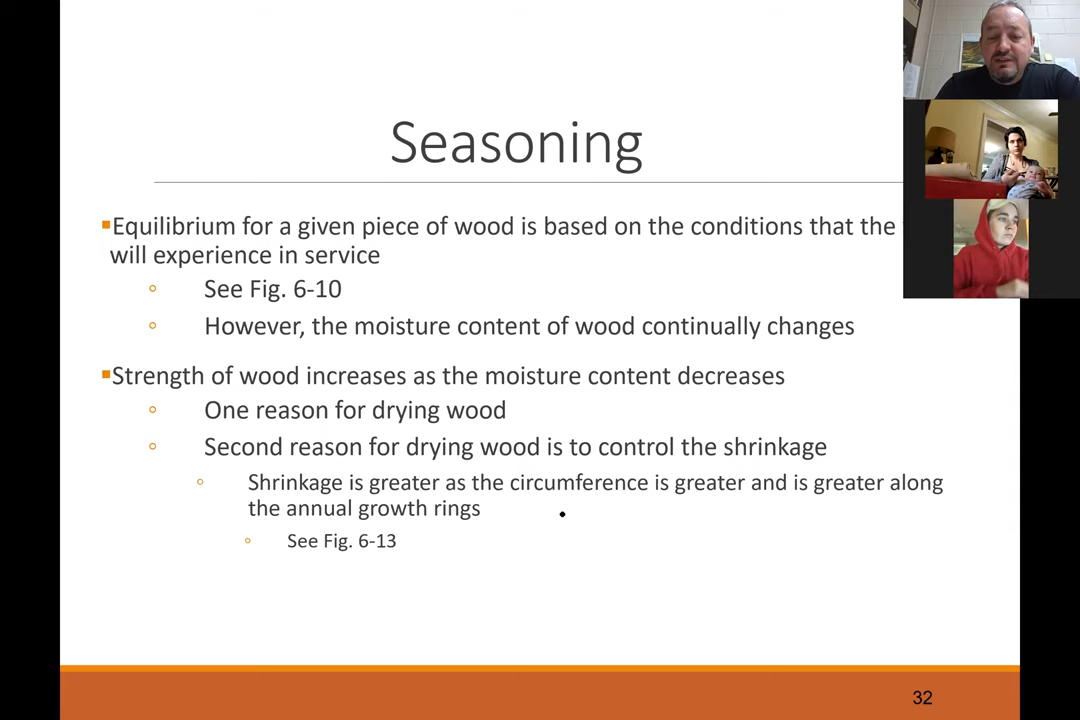 Seasoning
Equilibrium for a given piece of wood is based on the conditions that the
will experience in service
See Fig. 6-10
However, the moisture content of wood continually changes
Strength of wood increases as the moisture content decreases
One reason for drying wood
Second reason for drying wood is to control the shrinkage
Shrinkage is greater as the circumference is greater and is greater along
the annual growth rings
See Fig. 6-13
32